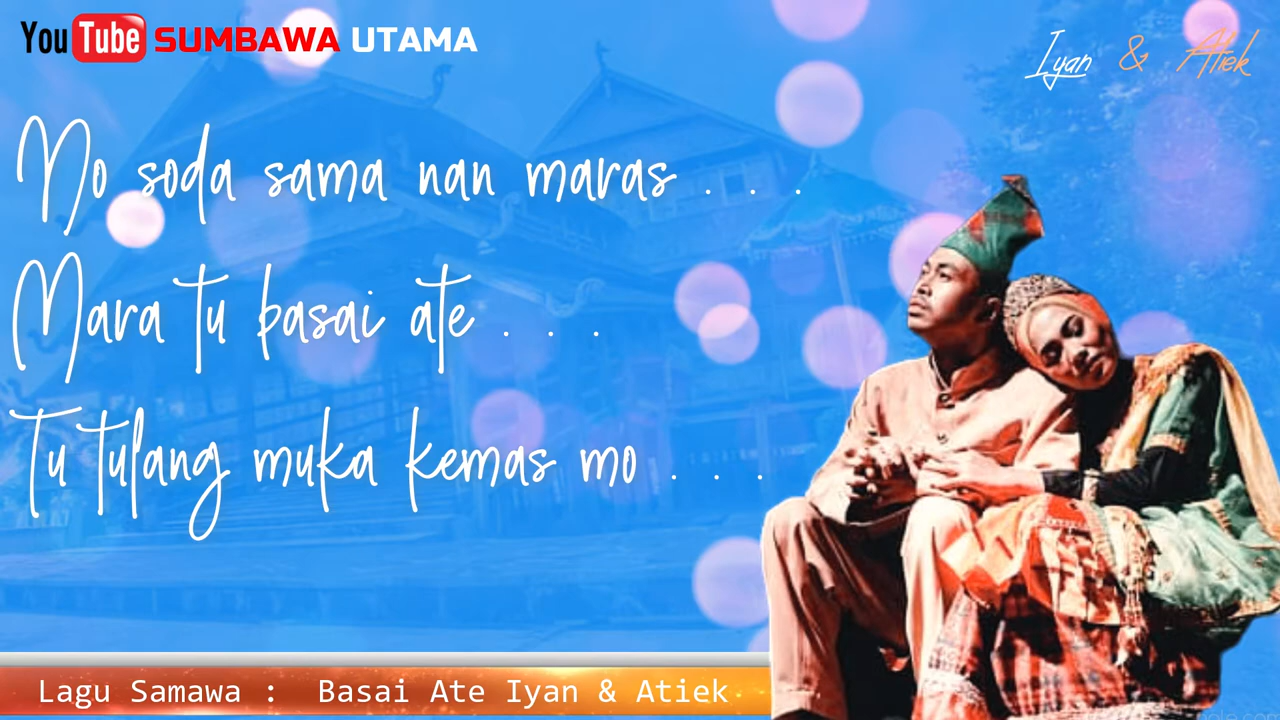 YouTube SUMBAWA UTAMA
Iyan & Atiek
No soda sama nan maras . . .
Mara tu basai ate . . .
Tu tulang muka kemas mo . . .
Lagu Samawa : Basai Ate Iyan & Atiek